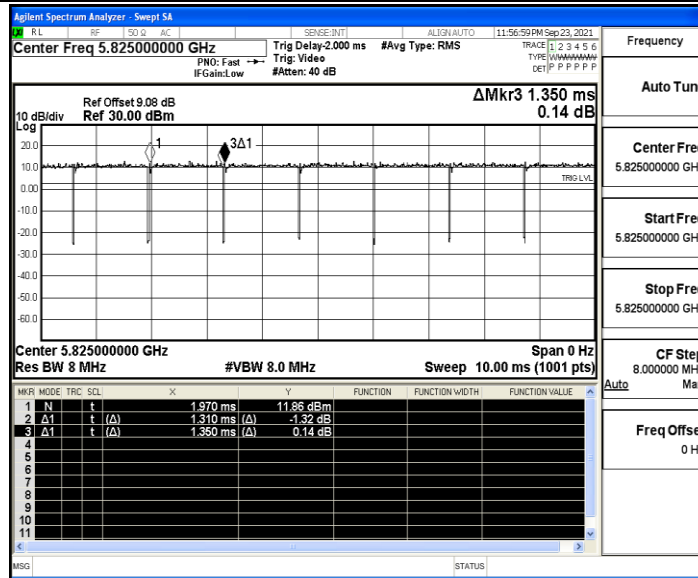 Agilent Spectrum Analyzer - Swept SA
RL RF 50 Ω AC SENSE:INT ALIGN AUTO 11:56:59 PM Sep 23, 2021
Center Freq 5.825000000 GHz
PNO: Fast
IFGain:Low
Trig Delay-2.000 ms
Trig: Video
#Atten: 40 dB
#Avg Type: RMS
TRACE 1 2 3 4 5 6
TYPE
DET P P P P P P
ΔMkr3 1.350 ms
0.14 dB
Ref Offset 9.08 dB
10 dB/div Ref 30.00 dBm
Log
20.0
10.0
0.00
-10.0
-20.0
-30.0
-40.0
-50.0
-60.0
1
3Δ1
TRIG LVL
Center 5.825000000 GHz Span 0 Hz
Res BW 8 MHz #VBW 8.0 MHz Sweep 10.00 ms (1001 pts)
MKR MODE TRC SCL X Y FUNCTION FUNCTION WIDTH FUNCTION VALUE
1 N t 1.970 ms 11.86 dBm
2 Δ1 t (Δ) 1.310 ms (Δ) -1.32 dB
3 Δ1 t (Δ) 1.350 ms (Δ) 0.14 dB
4
5
6
7
8
9
10
11
MSG STATUS
Frequency
Auto Tun
Center Fre
5.825000000 GH
Start Fre
5.825000000 GH
Stop Fre
5.825000000 GH
CF Step
8.000000 MH
Auto Ma
Freq Offse
0 H